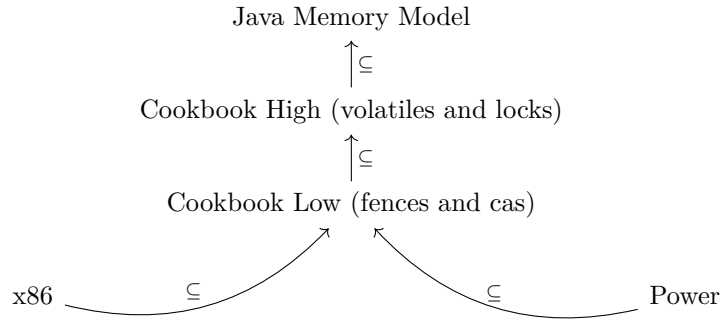 Java Memory Model
⊆
Cookbook High (volatiles and locks)
⊆
Cookbook Low (fences and cas)
⊆ ⊆
x86 Power